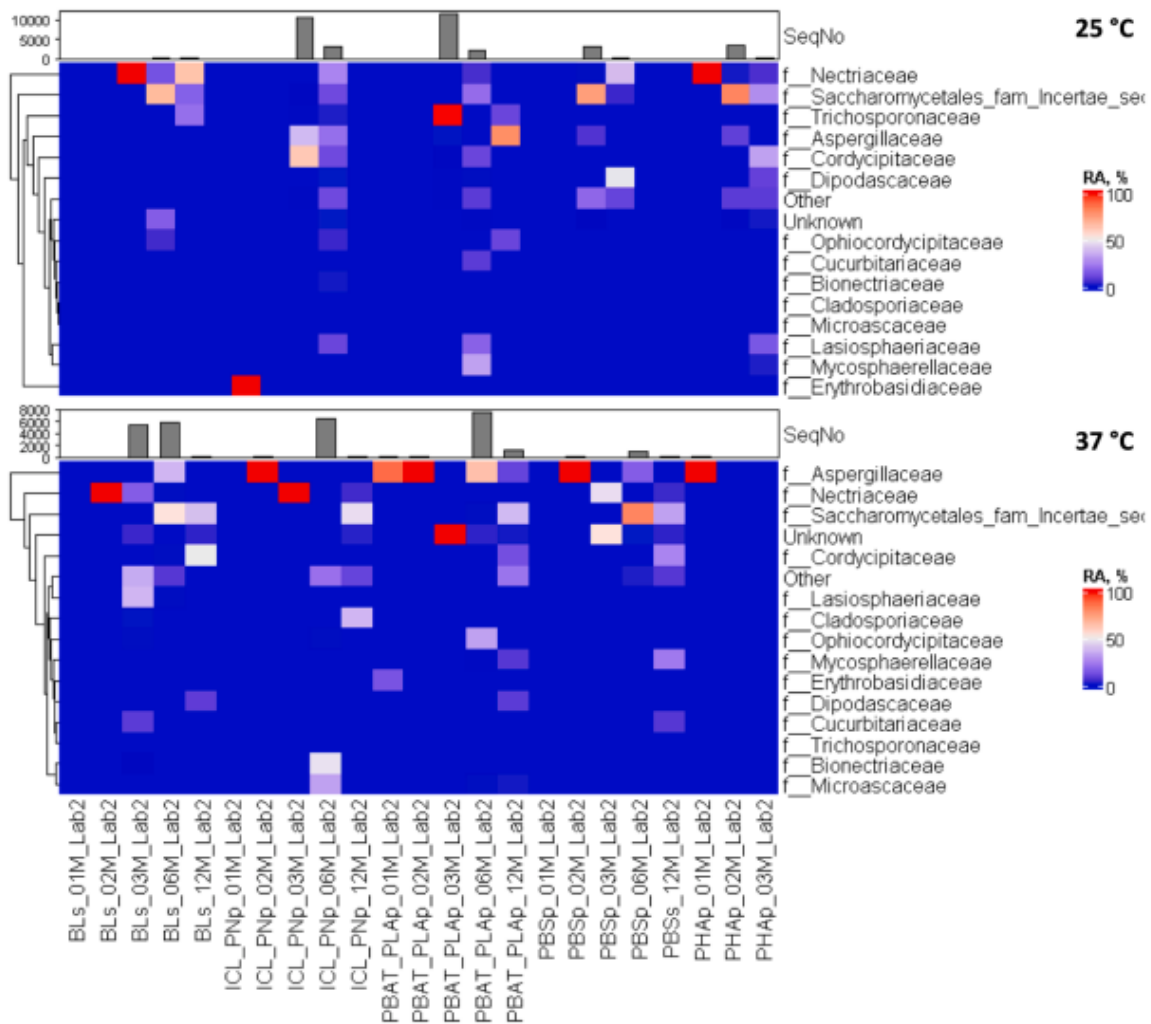 10000
5000
0
SeqNo
25 °C
f__Nectriaceae
f__Saccharomycetales_fam_Incertae_sec
f__Trichosporonaceae
f__Aspergillaceae
f__Cordycipitaceae
f__Dipodascaceae
Other
Unknown
f__Ophiocordycipitaceae
f__Cucurbitariaceae
f__Bionectriaceae
f__Cladosporiaceae
f__Microascaceae
f__Lasiosphaeriaceae
f__Mycosphaerellaceae
f__Erythrobasidiaceae
RA, %
100
50
0
8000
6000
4000
2000
0
SeqNo
37 °C
f__Aspergillaceae
f__Nectriaceae
f__Saccharomycetales_fam_Incertae_sec
Unknown
f__Cordycipitaceae
Other
f__Lasiosphaeriaceae
f__Cladosporiaceae
f__Ophiocordycipitaceae
f__Mycosphaerellaceae
f__Erythrobasidiaceae
f__Dipodascaceae
f__Cucurbitariaceae
f__Trichosporonaceae
f__Bionectriaceae
f__Microascaceae
RA, %
100
50
0
BLs_01M_Lab2
BLs_02M_Lab2
BLs_03M_Lab2
BLs_06M_Lab2
BLs_12M_Lab2
ICL_PNp_01M_Lab2
ICL_PNp_02M_Lab2
ICL_PNp_03M_Lab2
ICL_PNp_06M_Lab2
ICL_PNp_12M_Lab2
PBAT_PLAp_01M_Lab2
PBAT_PLAp_02M_Lab2
PBAT_PLAp_03M_Lab2
PBAT_PLAp_06M_Lab2
PBAT_PLAp_12M_Lab2
PBSp_01M_Lab2
PBSp_02M_Lab2
PBSp_03M_Lab2
PBSp_06M_Lab2
PBSs_12M_Lab2
PHAp_01M_Lab2
PHAp_02M_Lab2
PHAp_03M_Lab2